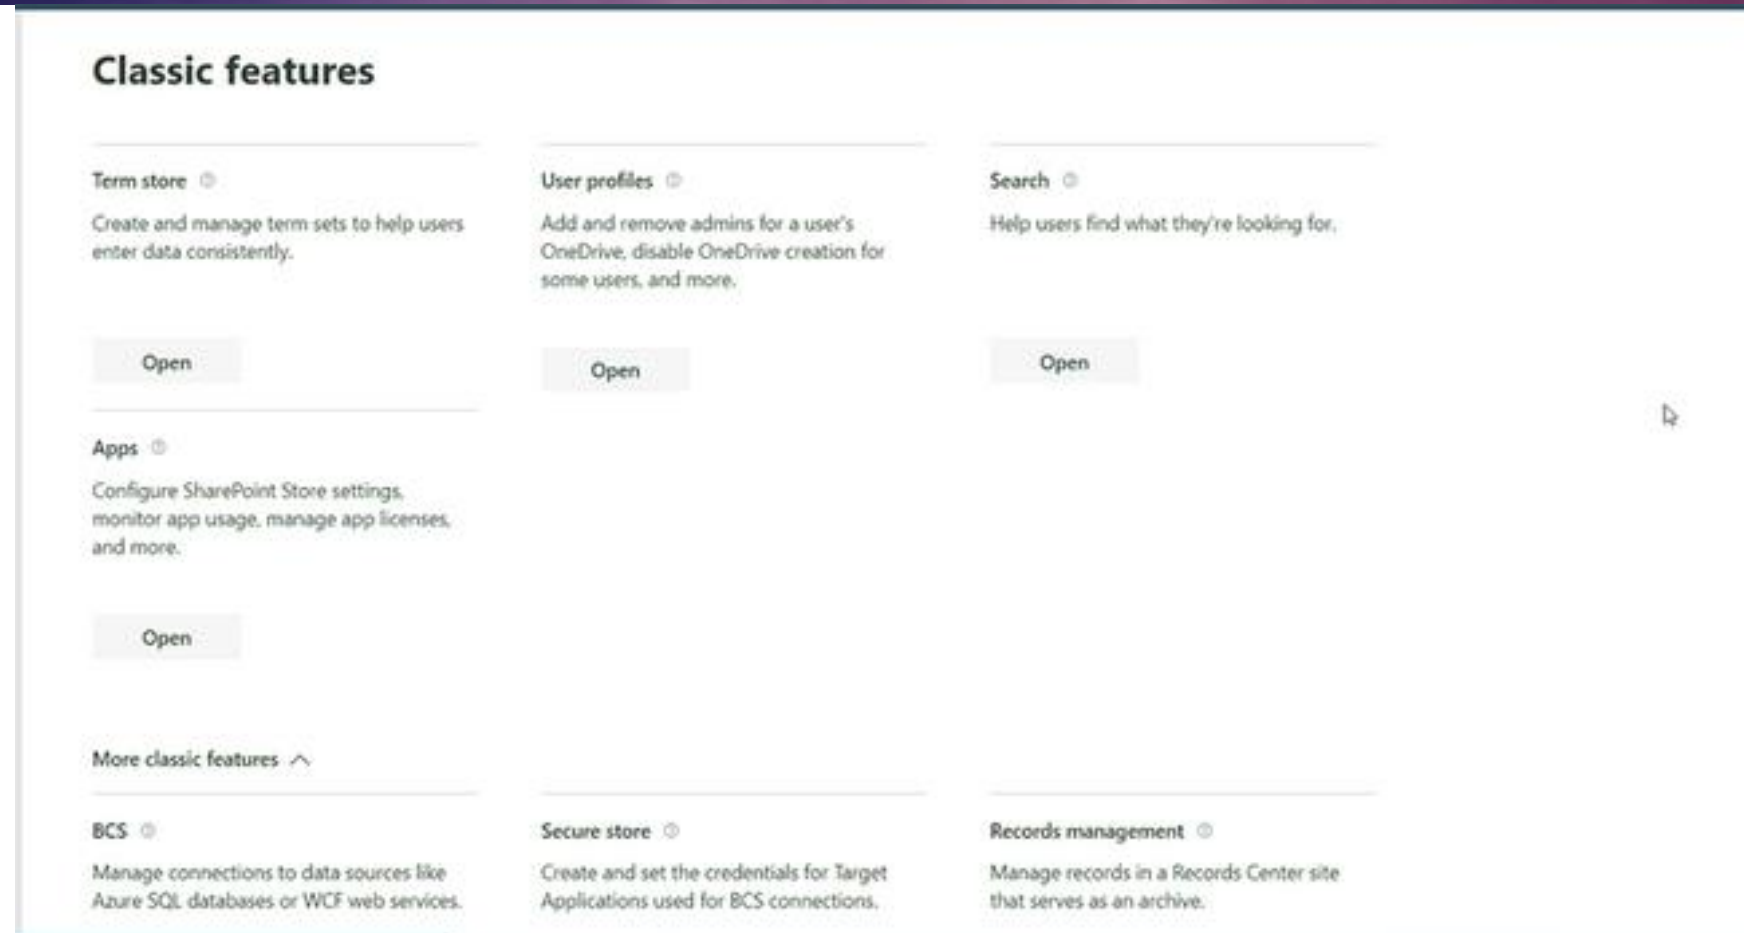 Classic features
Term store
Create and manage term sets to help users
enter data consistently.
Open
User profiles
Add and remove admins for a user's
OneDrive, disable OneDrive creation for
some users, and more.
Open
Search
Help users find what they're looking for.
Open
Apps
Configure SharePoint Store settings,
monitor app usage, manage app licenses,
and more.
Open
More classic features
BCS
Manage connections to data sources like
Azure SQL databases or WCF web services.
Secure store
Create and set the credentials for Target
Applications used for BCS connections.
Records management
Manage records in a Records Center site
that serves as an archive.